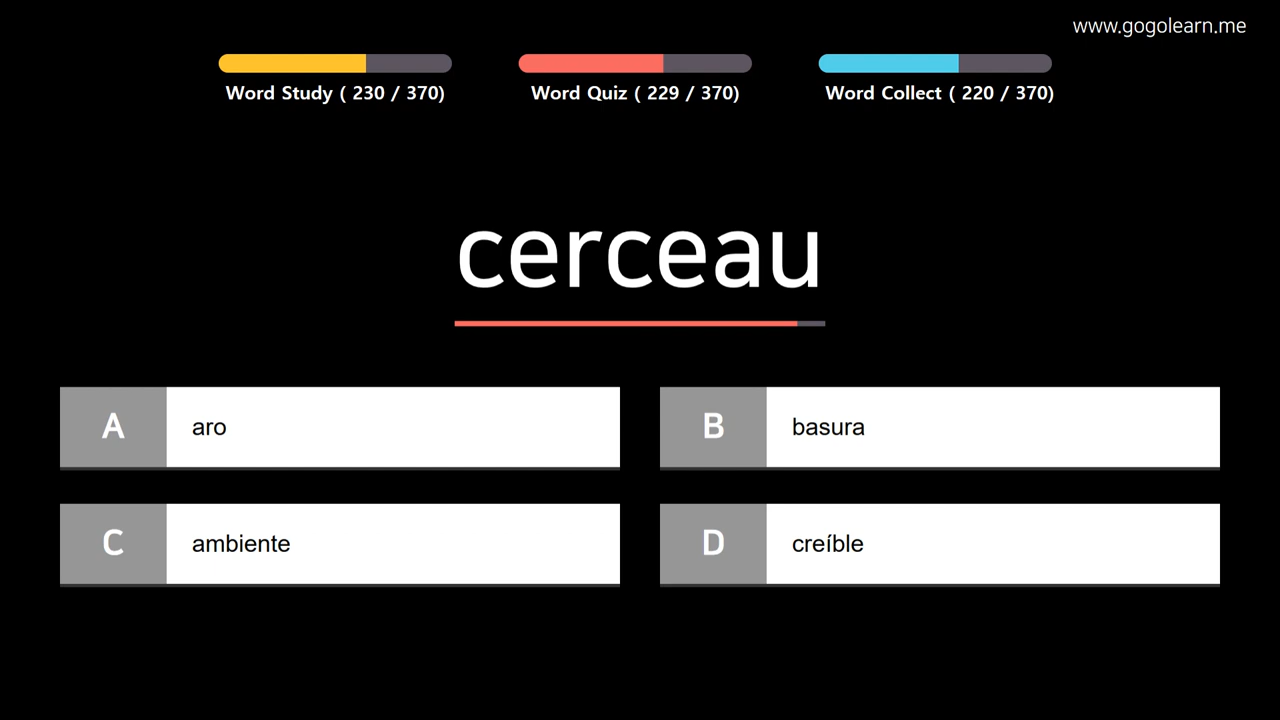 www.gogolearn.me
Word Study ( 230 / 370)
Word Quiz ( 229 / 370)
Word Collect ( 220 / 370)
cerceau
A aro
B basura
C ambiente
D creíble